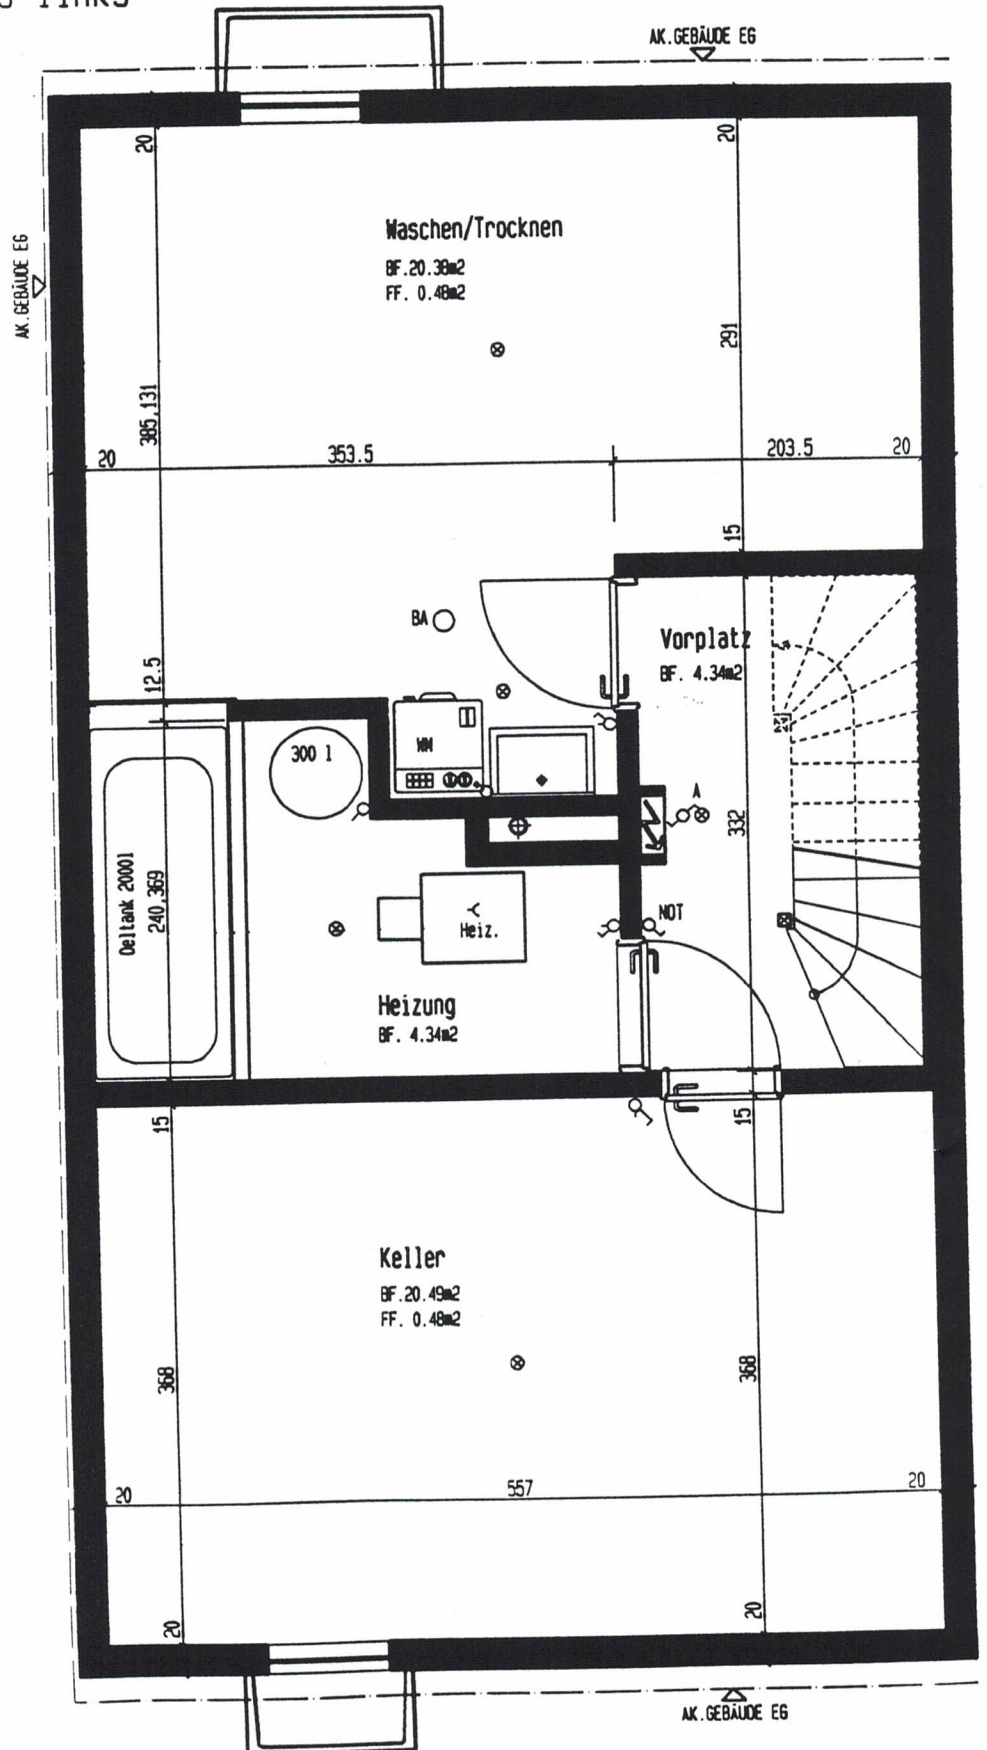 links
AK.GEBÄUDE EG
AK.GEBÄUDE EG
20
20
Waschen/Trocknen
BF.20.38m2
FF. 0.48m2
291
385,131
20
353.5
203.5
20
15
BA
Vorplatz
BF. 4.34m2
12.5
WM
300 l
A
332
Oeltank 2000l
240,369
NOT
Heiz.
Heizung
BF. 4.34m2
15
15
Keller
BF.20.49m2
FF. 0.48m2
368
368
20
557
20
20
20
AK.GEBÄUDE EG